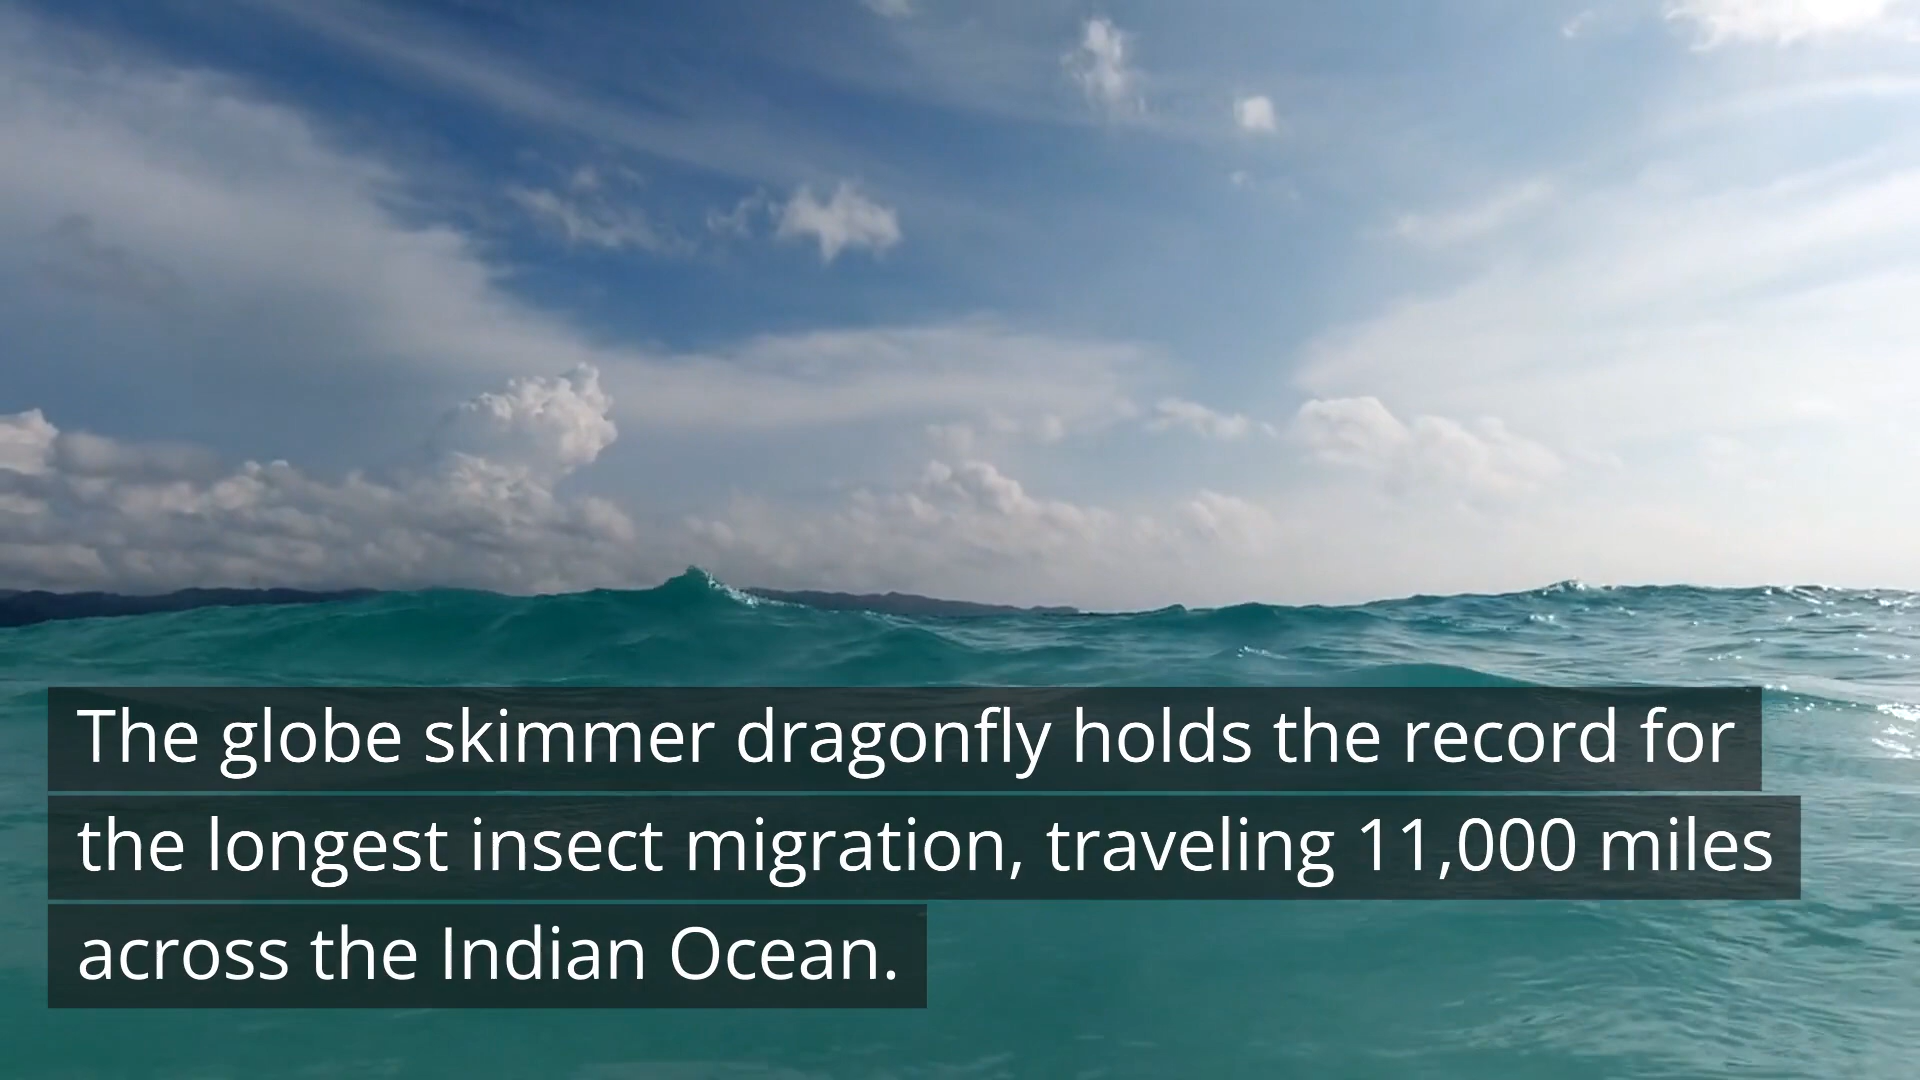 The globe skimmer dragonfly holds the record for
the longest insect migration, traveling 11,000 miles
across the Indian Ocean.